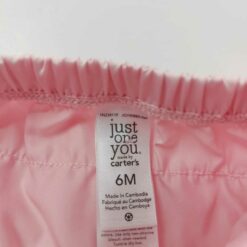 just
one
you.
made by
carter's
6M
Made in Cambodia
Fabriqué au Cambodge
Hecho en Camboya